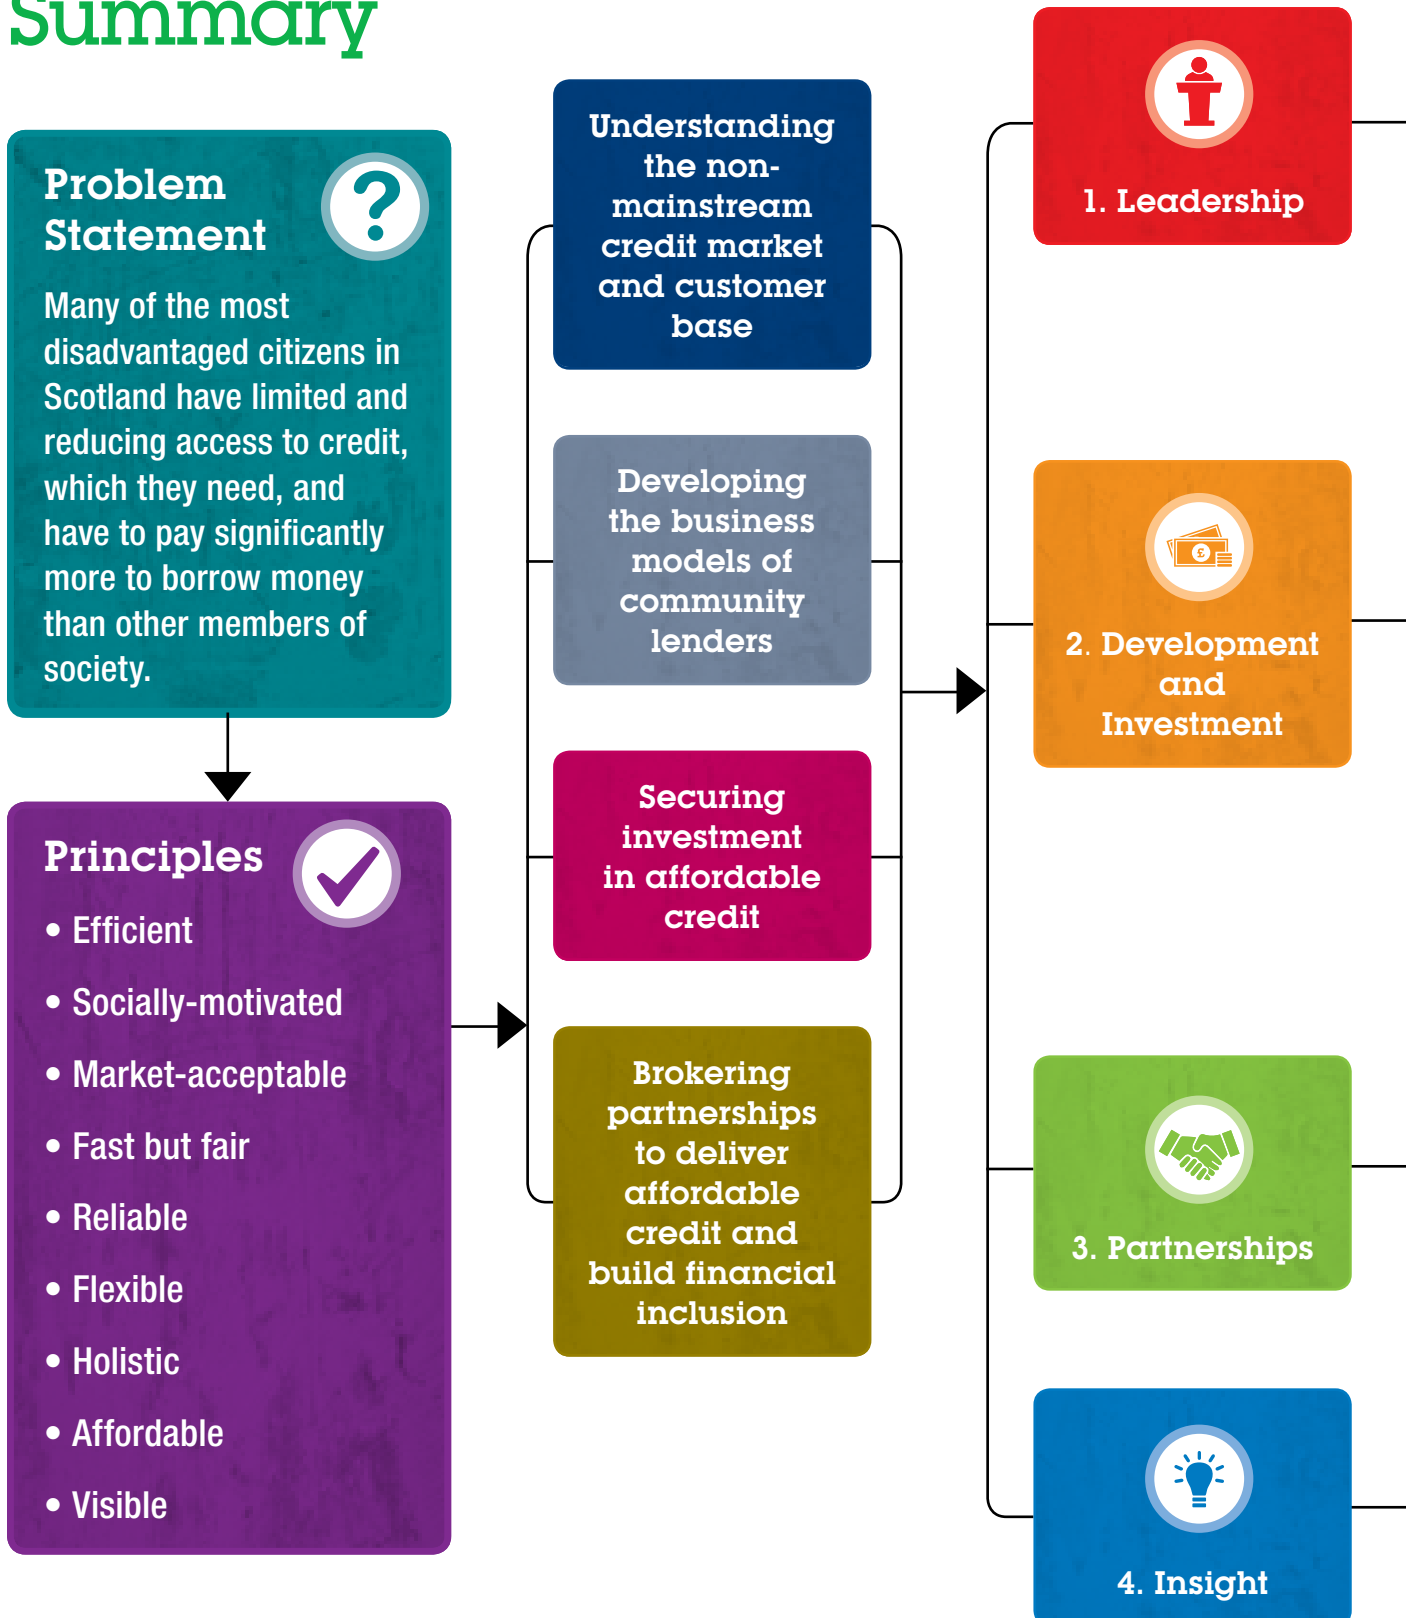 Summary
Problem
Statement
Many of the most
disadvantaged citizens in
Scotland have limited and
reducing access to credit,
which they need, and
have to pay significantly
more to borrow money
than other members of
society.
Principles
• Efficient
• Socially-motivated
• Market-acceptable
• Fast but fair
• Reliable
• Flexible
• Holistic
• Affordable
• Visible
Understanding
the non-
mainstream
credit market
and customer
base
Developing
the business
models of
community
lenders
Securing
investment
in affordable
credit
Brokering
partnerships
to deliver
affordable
credit and
build financial
inclusion
1. Leadership
£
2. Development
and
Investment
3. Partnerships
4. Insight